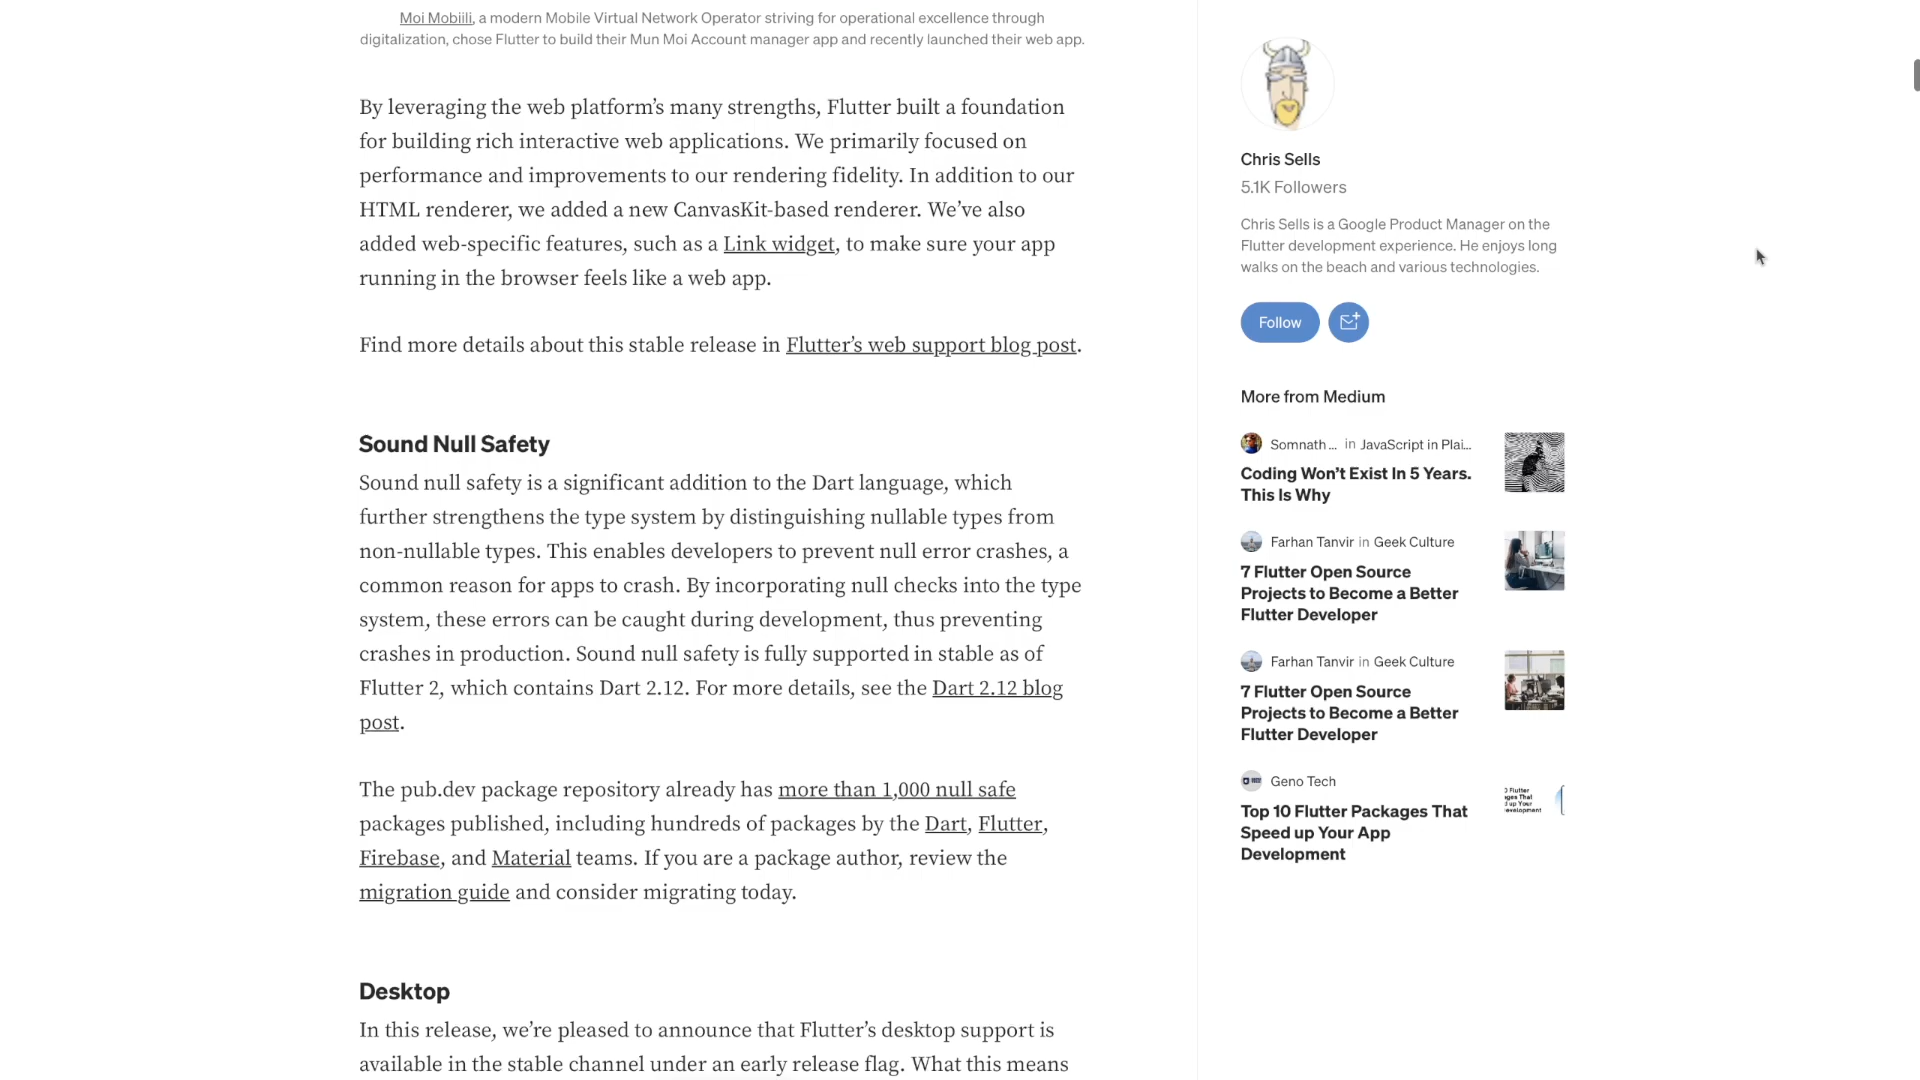 Moi Mobiili, a modern Mobile Virtual Network Operator striving for operational excellence through
digitalization, chose Flutter to build their Mun Moi Account manager app and recently launched their web app.
By leveraging the web platform’s many strengths, Flutter built a foundation
for building rich interactive web applications. We primarily focused on
performance and improvements to our rendering fidelity. In addition to our
HTML renderer, we added a new CanvasKit-based renderer. We’ve also
added web-specific features, such as a Link widget, to make sure your app
running in the browser feels like a web app.
Find more details about this stable release in Flutter’s web support blog post.
Sound Null Safety
Sound null safety is a significant addition to the Dart language, which
further strengthens the type system by distinguishing nullable types from
non-nullable types. This enables developers to prevent null error crashes, a
common reason for apps to crash. By incorporating null checks into the type
system, these errors can be caught during development, thus preventing
crashes in production. Sound null safety is fully supported in stable as of
Flutter 2, which contains Dart 2.12. For more details, see the Dart 2.12 blog
post.
The pub.dev package repository already has more than 1,000 null safe
packages published, including hundreds of packages by the Dart, Flutter,
Firebase, and Material teams. If you are a package author, review the
migration guide and consider migrating today.
Desktop
In this release, we’re pleased to announce that Flutter’s desktop support is
available in the stable channel under an early release flag. What this means
Chris Sells
5.1K Followers
Chris Sells is a Google Product Manager on the
Flutter development experience. He enjoys long
walks on the beach and various technologies.
Follow
More from Medium
Somnath ... in JavaScript in Plai...
Coding Won’t Exist In 5 Years.
This Is Why
Farhan Tanvir in Geek Culture
7 Flutter Open Source
Projects to Become a Better
Flutter Developer
Farhan Tanvir in Geek Culture
7 Flutter Open Source
Projects to Become a Better
Flutter Developer
Geno Tech
Top 10 Flutter Packages That
Speed up Your App
Development